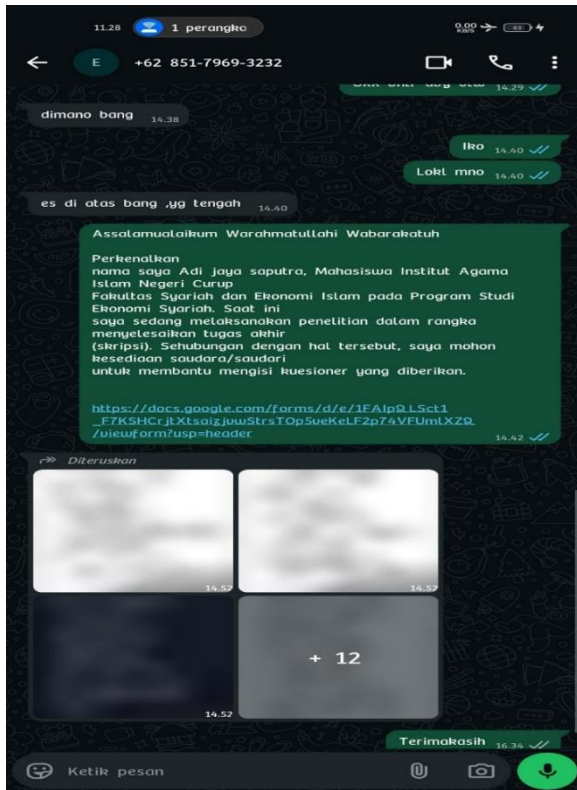 11.28 1 perangka 0.00 KB/S 83
E +62 851-7969-3232
14.29
dimano bang 14.38
Iko 14.40
Lokl mno 14.40
es di atas bang ,yg tengah 14.40
Assalamualaikum Warahmatullahi Wabarakatuh
Perkenalkan
nama saya Adi jaya saputra, Mahasiswa Institut Agama
Islam Negeri Curup
Fakultas Syariah dan Ekonomi Islam pada Program Studi
Ekonomi Syariah. Saat ini
saya sedang melaksanakan penelitian dalam rangka
menyelesaikan tugas akhir
(skripsi). Sehubungan dengan hal tersebut, saya mohon
kesediaan saudara/saudari
untuk membantu mengisi kuesioner yang diberikan.
https://docs.google.com/forms/d/e/1FAIpQLSct1
_F7KSHCrjtXtsaigjuwStrsTOpSveKeLF2p74VFUmlXZQ
/viewform?usp=header
14.42
Diteruskan
14.57 14.57
+ 12
14.57
Terimakasih 16.34
Ketik pesan